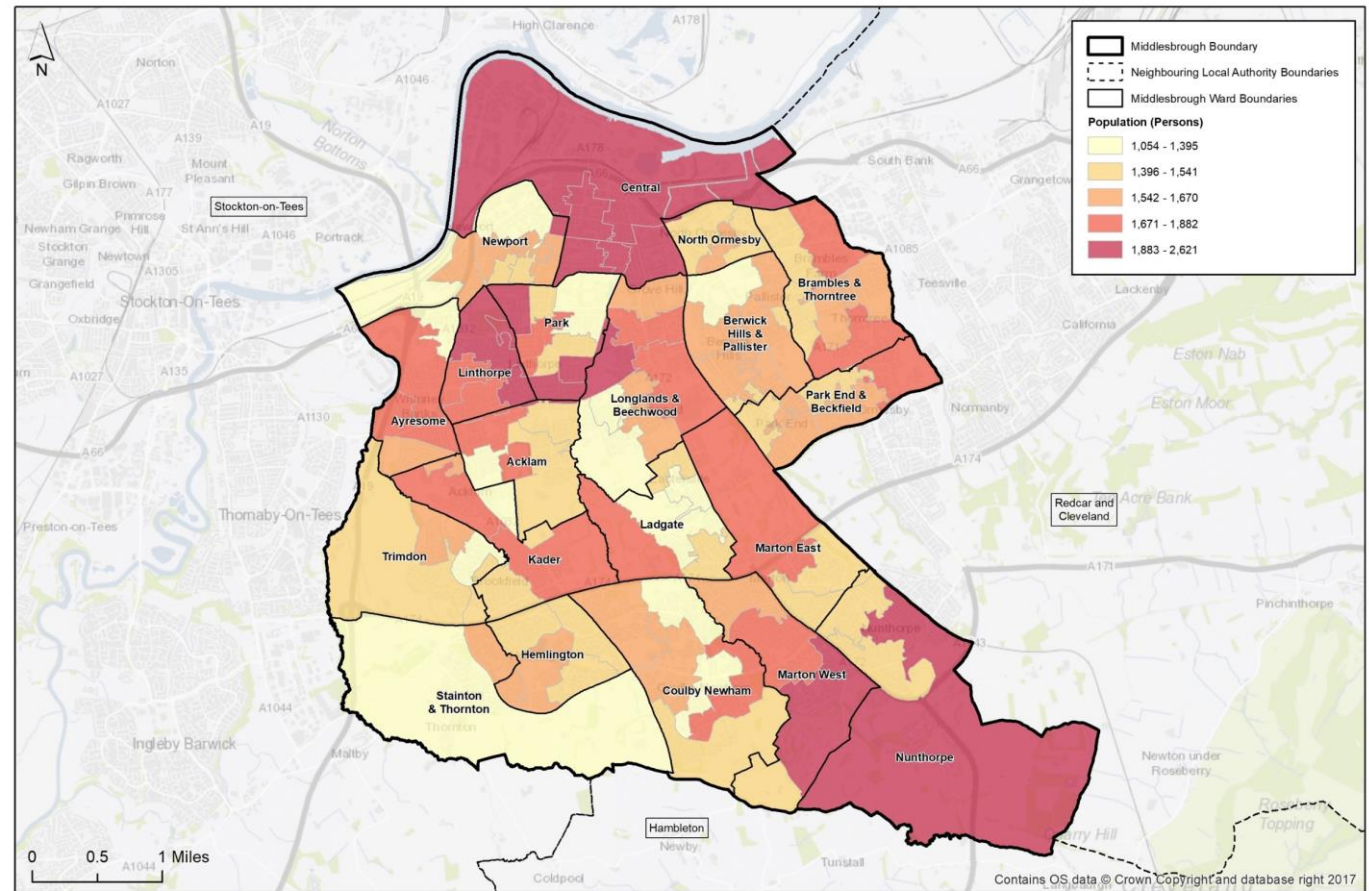 N
High Clarence
A178
Norton
A1046
A1027
A139
A19
Norton
Bottoms
Ragworth
Gilpin Brown
A177
Mount
Pleasant
Stockton-on-Tees
Primrose
Hill
Newham Grange
St Ann's Hill
A1046
Portrack
Stockton
Grange
Newtown
Grangefield
A1305
Stockton-On-Tees
Oxbridge
A1027
A135
A1130
A66
Preston-on-Tees
Thornaby-On-Tees
Ingleby Barwick
A1044
Maltby
A1044
A178
Central
South Bank
A66
Grangetown
A1085
Teesville
Lackenby
California
Eston Nab
Eston Moor
Normanby
A174
Newport
North Ormesby
Brambles &
Thorntree
Park
Berwick
Hills &
Pallister
Linthorpe
Longlands &
Beechwood
Park End &
Beckfield
Ayresome
Acklam
Ladgate
Trimdon
Kader
Marton East
Redcar and
Cleveland
A171
Pinchinthorpe
Hemlington
Stainton
& Thornton
Thornton
Coulby Newham
Marton West
Nunthorpe
Nunthorpe
Newton under
Roseberry
Roseberry
Topping
Quarry Hill
Hambleton
Newby
Tunstall
Coldpool
Middlesbrough Boundary
Neighbouring Local Authority Boundaries
Middlesbrough Ward Boundaries
Population (Persons)
1,054 - 1,395
1,396 - 1,541
1,542 - 1,670
1,671 - 1,882
1,883 - 2,621
0 0.5 1 Miles
Contains OS data © Crown Copyright and database right 2017